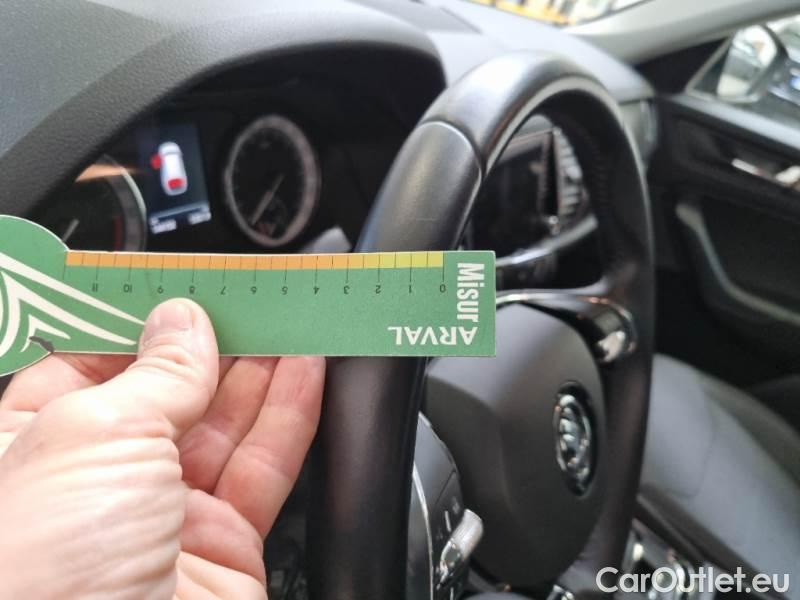 11 10 9 8 7 6 5 4 3 2 1 0
Misur
ARVAL
CarOutlet.eu